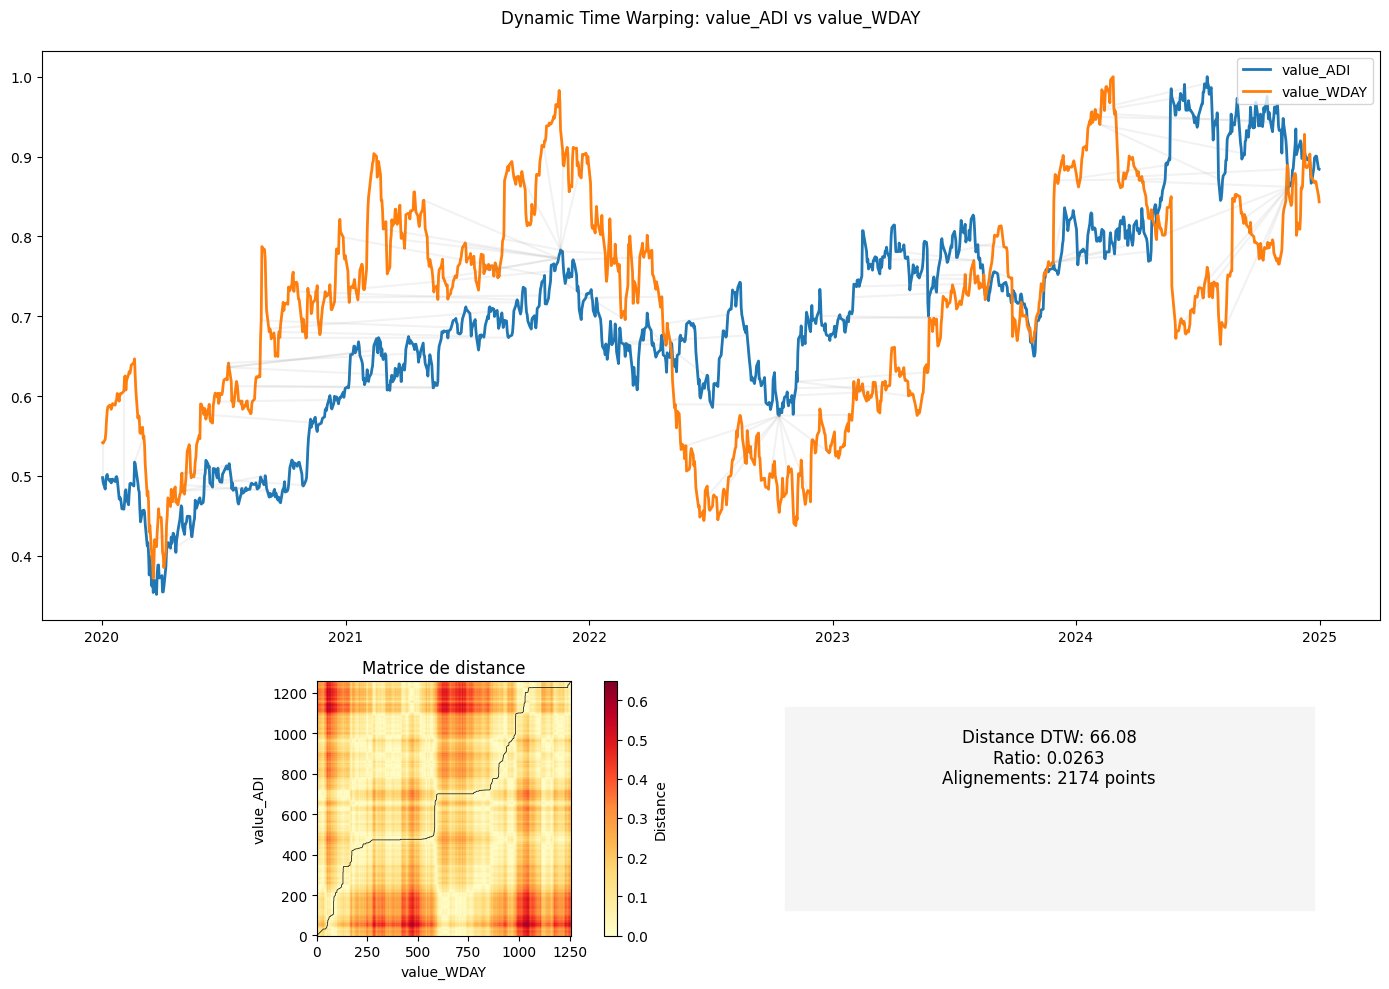 Dynamic Time Warping: value_ADI vs value_WDAY
value_ADI
value_WDAY
1.0
0.9
0.8
0.7
0.6
0.5
0.4
2020 2021 2022 2023 2024 2025
Matrice de distance
value_ADI
1200
1000
800
600
400
200
0
0 250 500 750 1000 1250
value_WDAY
0.6
0.5
0.4
0.3
0.2
0.1
0.0
Distance
Distance DTW: 66.08
Ratio: 0.0263
Alignements: 2174 points